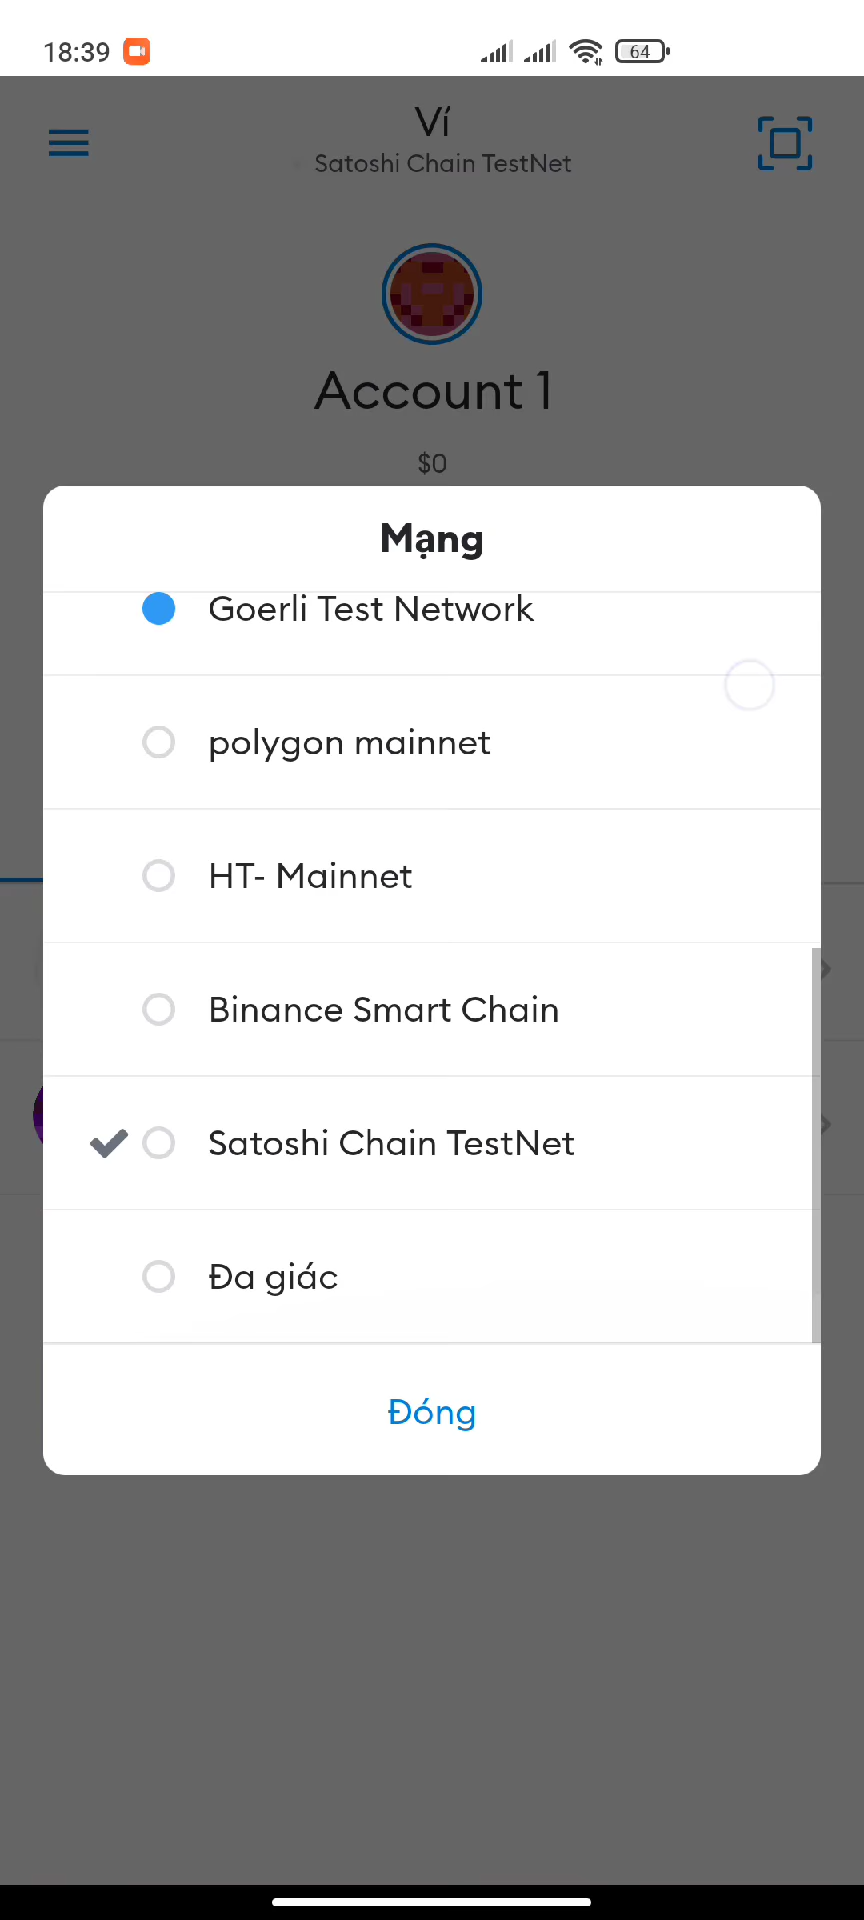 18:39
64
Ví
Satoshi Chain TestNet
Account 1
$0
Mạng
Goerli Test Network
polygon mainnet
HT- Mainnet
Binance Smart Chain
Satoshi Chain TestNet
Đa giác
Đóng